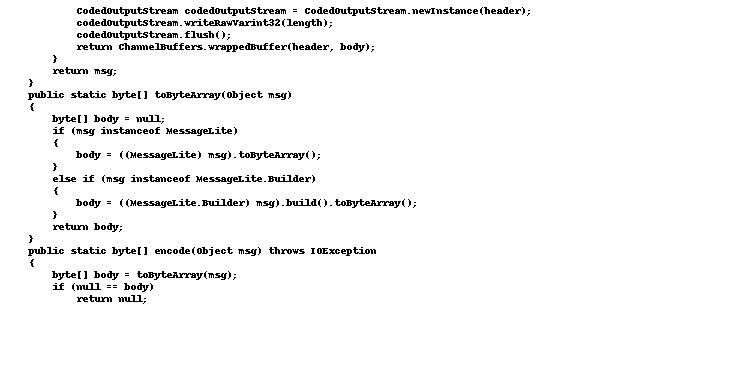 CodedOutputStream codedOutputStream = CodedOutputStream.newInstance(header);
codedOutputStream.writeRawVarint32(length);
codedOutputStream.flush();
return ChannelBuffers.wrappedBuffer(header, body);
}
return msg;
}
public static byte[] toByteArray(Object msg)
{
byte[] body = null;
if (msg instanceof MessageLite)
{
body = ((MessageLite) msg).toByteArray();
}
else if (msg instanceof MessageLite.Builder)
{
body = ((MessageLite.Builder) msg).build().toByteArray();
}
return body;
}
public static byte[] encode(Object msg) throws IOException
{
byte[] body = toByteArray(msg);
if (null == body)
return null;